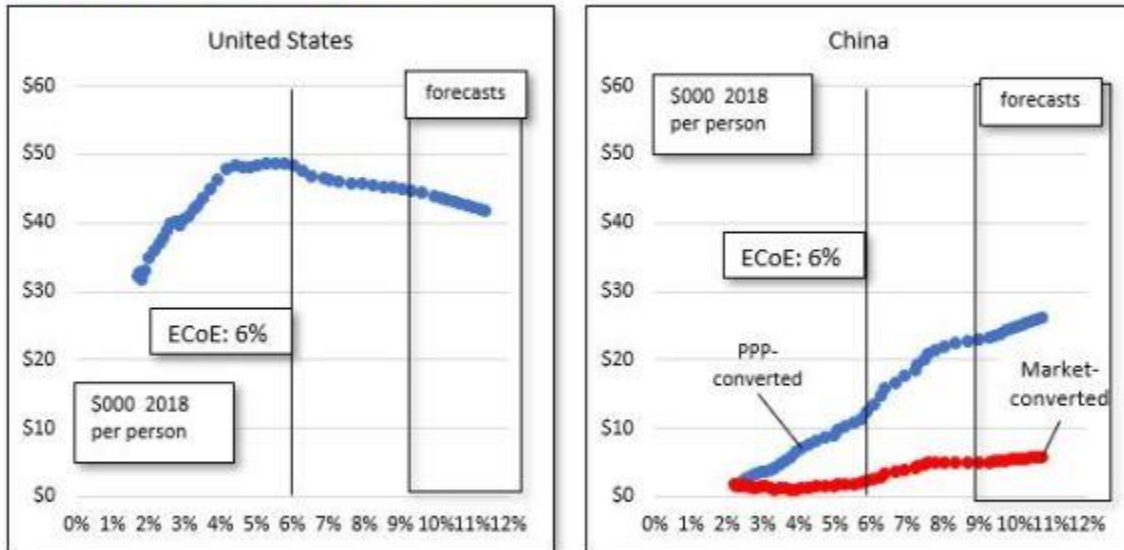 United States
$60
$50
$40
$30
$20
$10
$0
forecasts
ECoE: 6%
$000 2018
per person
0% 1% 2% 3% 4% 5% 6% 7% 8% 9% 10% 11% 12%
China
$60
$50
$40
$30
$20
$10
$0
$000 2018
per person
forecasts
ECoE: 6%
PPP-
converted
Market-
converted
0% 1% 2% 3% 4% 5% 6% 7% 8% 9% 10% 11% 12%